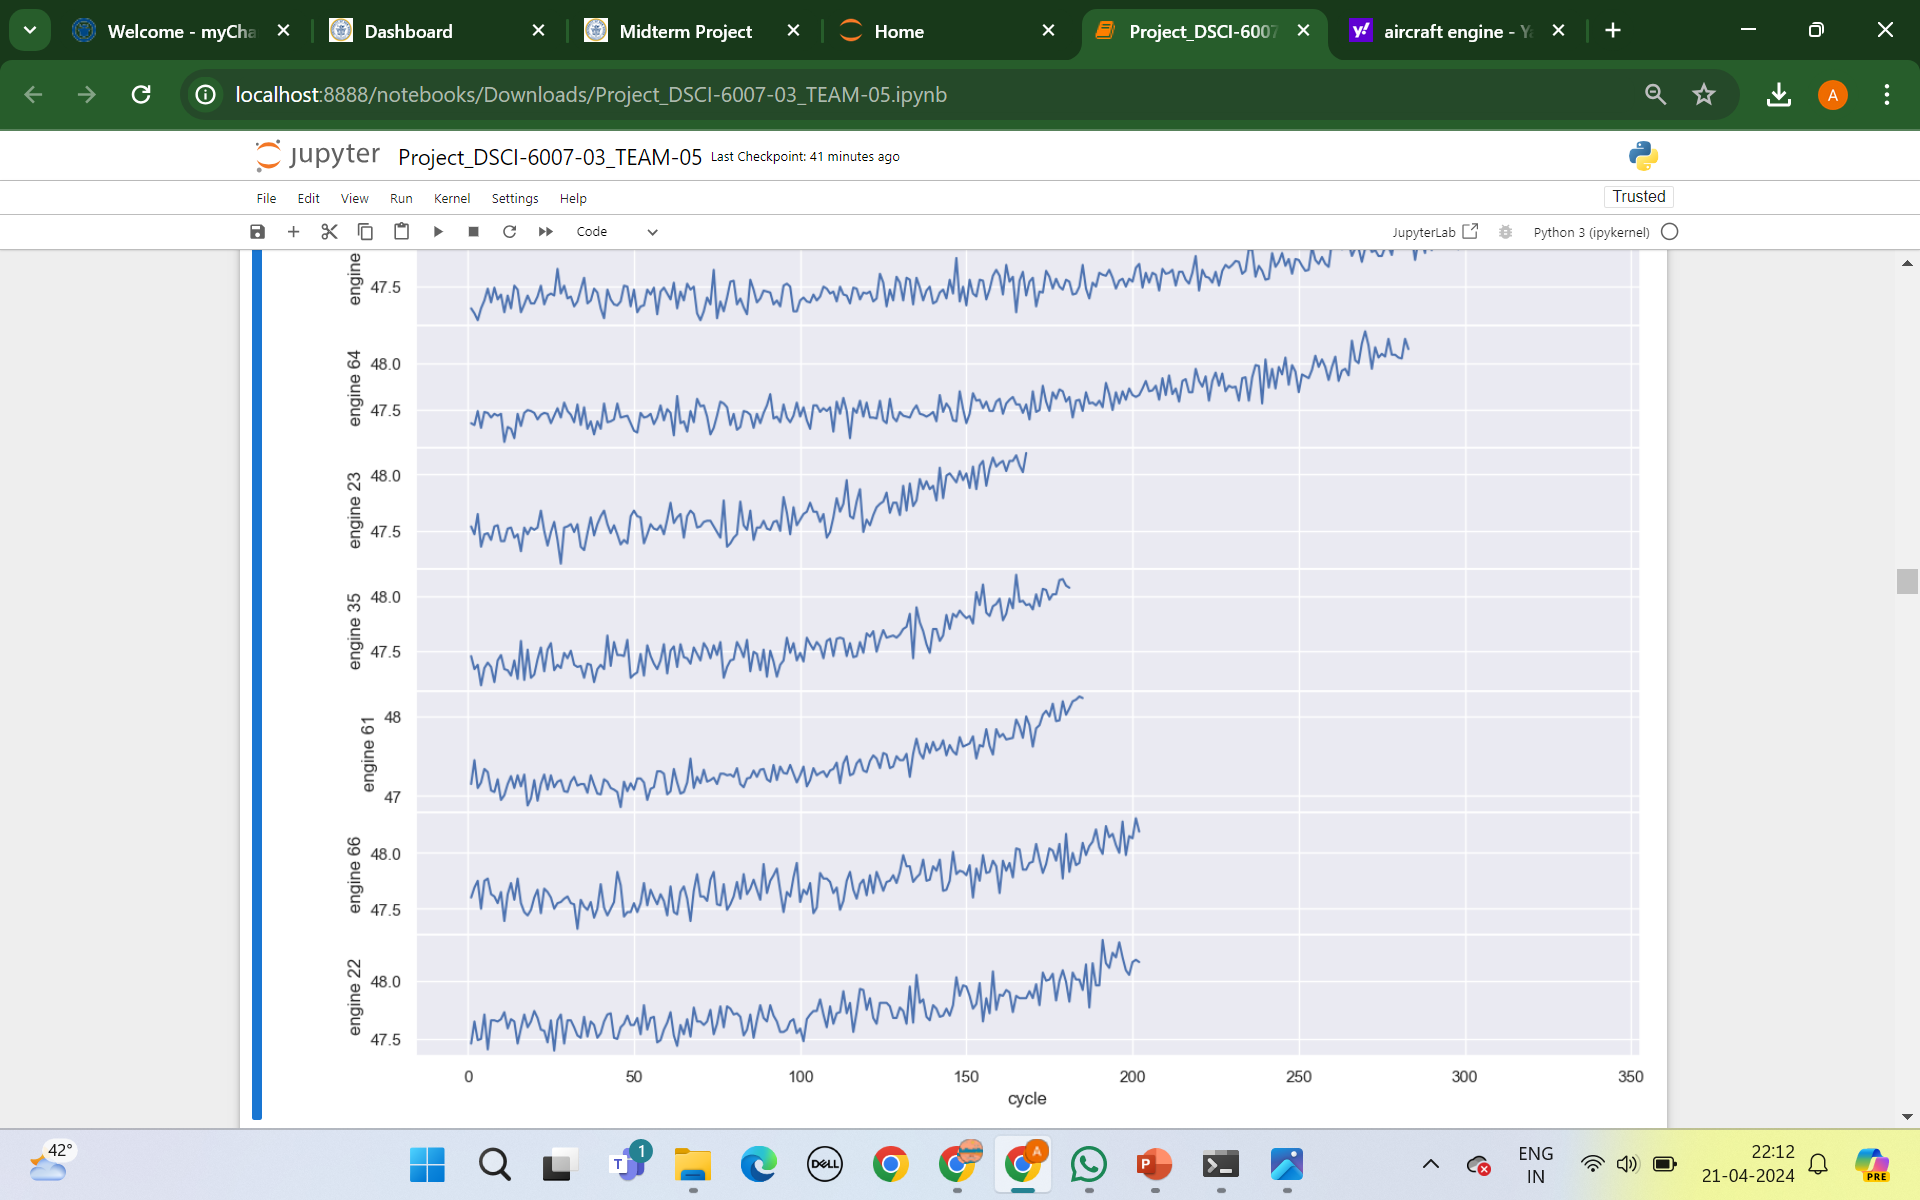 Welcome - myCha
Dashboard
Midterm Project
Home
Project_DSCI-6007
aircraft engine - Y
localhost:8888/notebooks/Downloads/Project_DSCI-6007-03_TEAM-05.ipynb
A
jupyter Project_DSCI-6007-03_TEAM-05 Last Checkpoint: 41 minutes ago
File Edit View Run Kernel Settings Help
Trusted
Code
JupyterLab
Python 3 (ipykernel)
engine
47.5
engine 64
48.0
47.5
engine 23
48.0
47.5
engine 35
48.0
47.5
engine 61
48
47
engine 66
48.0
47.5
engine 22
48.0
47.5
0 50 100 150 200 250 300 350
cycle
42°
1
T
DELL
A
P
ENG
IN
22:12
21-04-2024
PRE